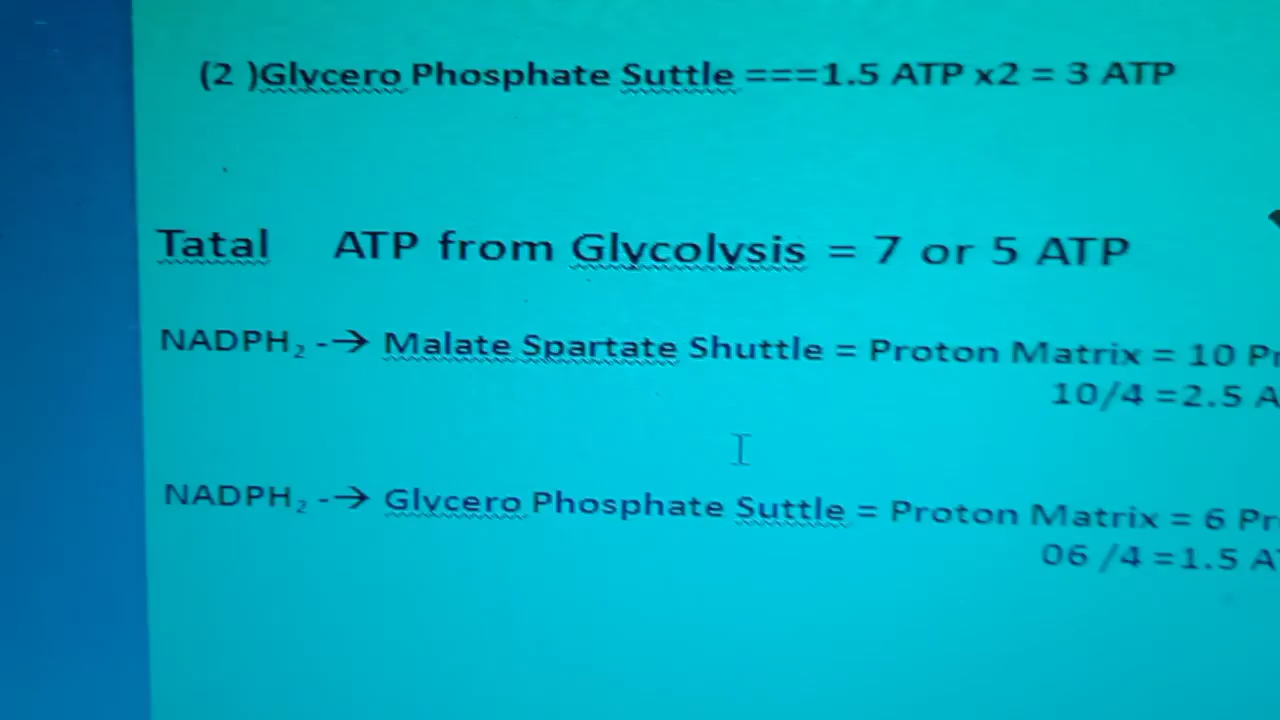 (2 )Glycero Phosphate Suttle ===1.5 ATP x2 = 3 ATP
Tatal ATP from Glycolysis = 7 or 5 ATP
NADPH₂ -→ Malate Spartate Shuttle = Proton Matrix = 10 Pr
10/4 =2.5 A
NADPH₂ -→ Glycero Phosphate Suttle = Proton Matrix = 6 Pr
06 /4 =1.5 A